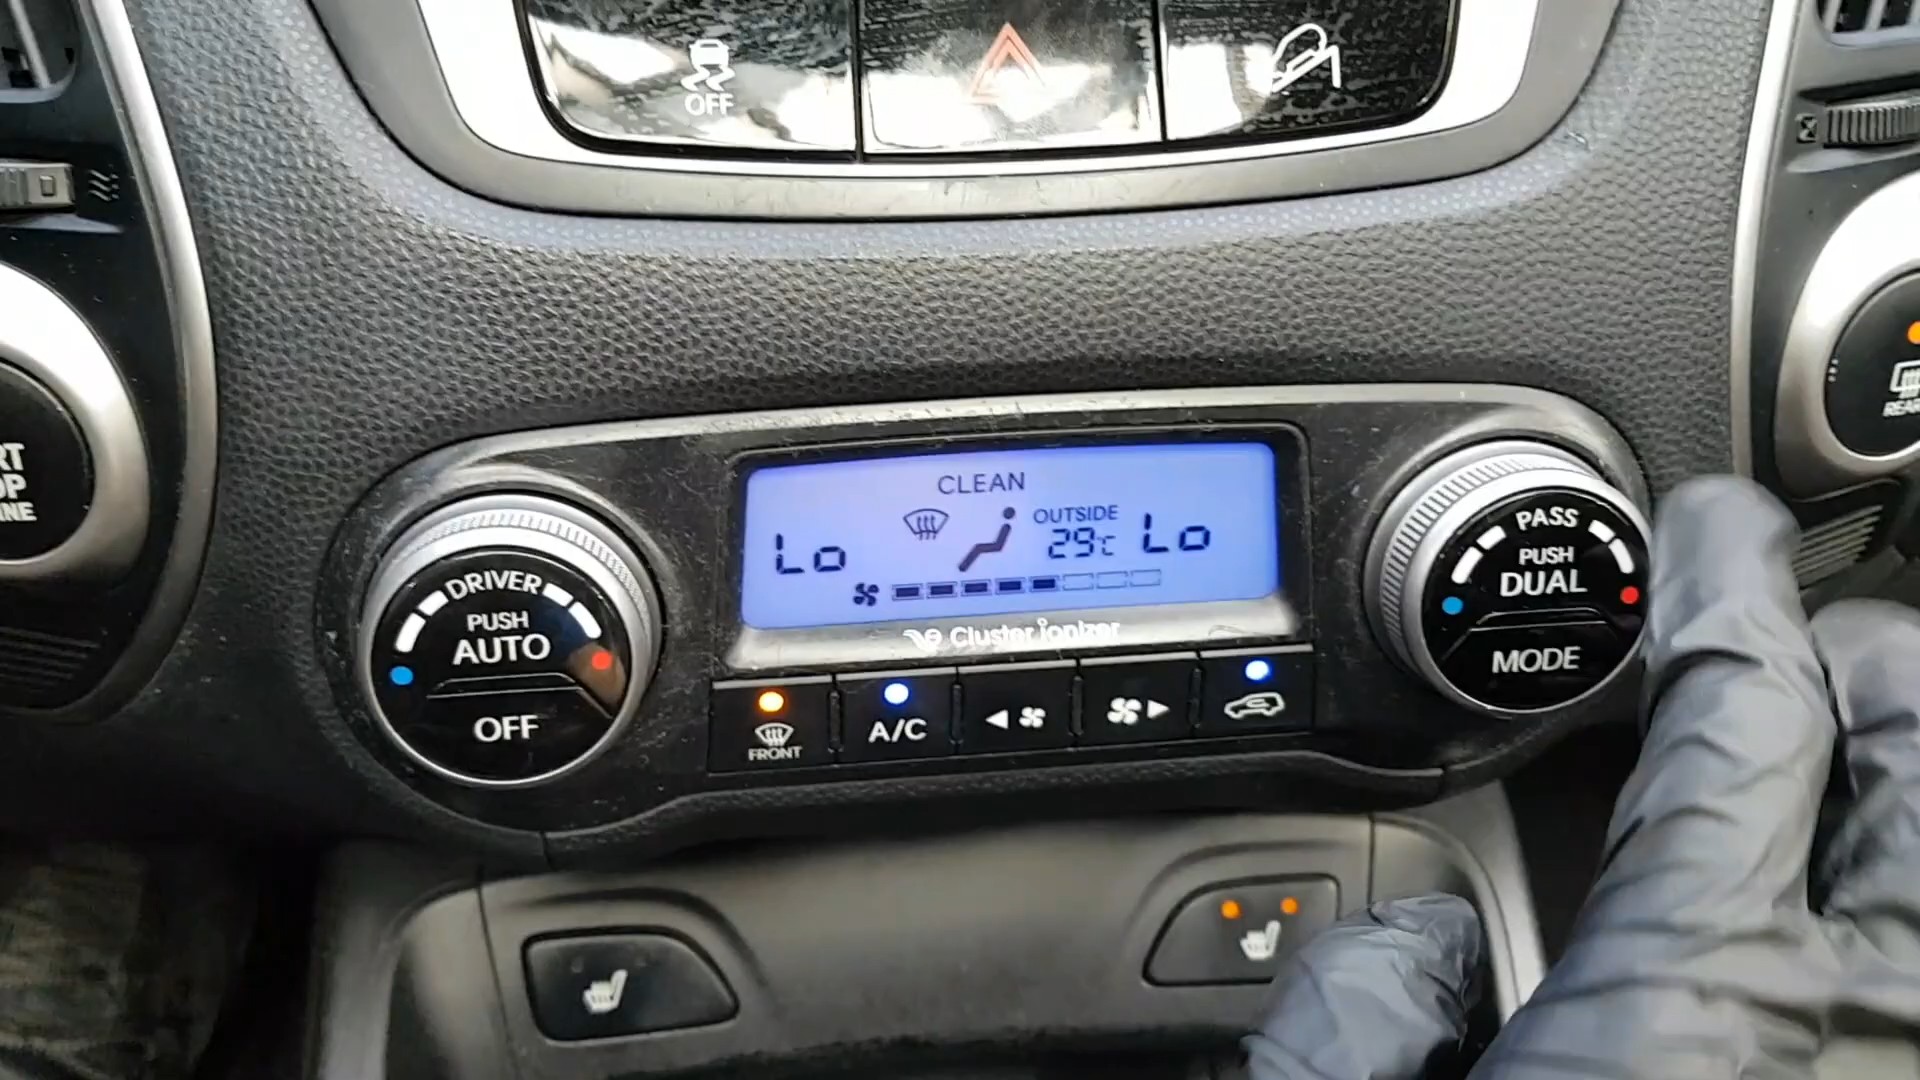 OFF
CLEAN
OUTSIDE
Lo
29°C
Lo
Cluster ionizer
DRIVER
PUSH
AUTO
OFF
PASS
PUSH
DUAL
MODE
FRONT
A/C